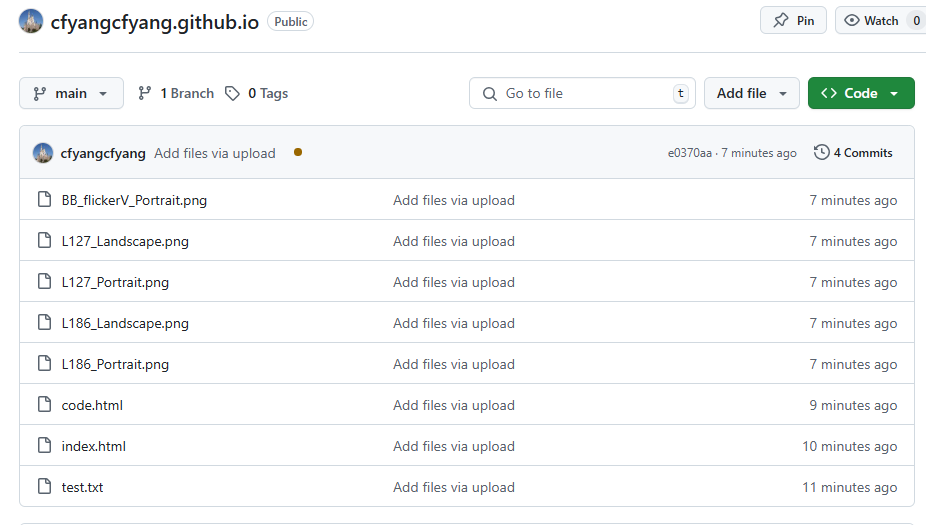 cfyangcfyang.github.io Public Pin Watch 0
main 1 Branch 0 Tags Go to file t Add file Code
cfyangcfyang Add files via upload e0370aa · 7 minutes ago 4 Commits
BB_flickerV_Portrait.png Add files via upload 7 minutes ago
L127_Landscape.png Add files via upload 7 minutes ago
L127_Portrait.png Add files via upload 7 minutes ago
L186_Landscape.png Add files via upload 7 minutes ago
L186_Portrait.png Add files via upload 7 minutes ago
code.html Add files via upload 9 minutes ago
index.html Add files via upload 10 minutes ago
test.txt Add files via upload 11 minutes ago